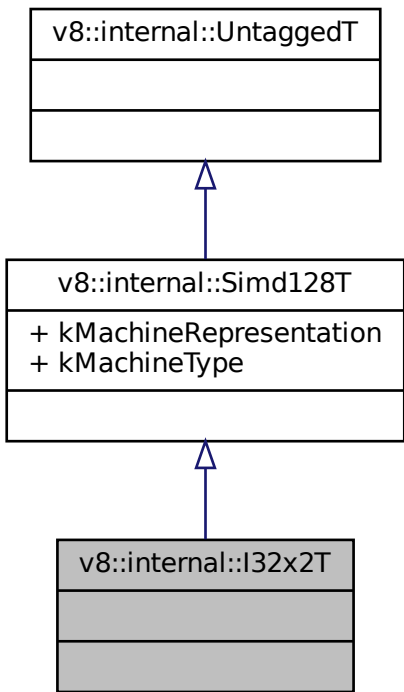 v8::internal::UntaggedT
v8::internal::Simd128T
+ kMachineRepresentation
+ kMachineType
v8::internal::I32x2T